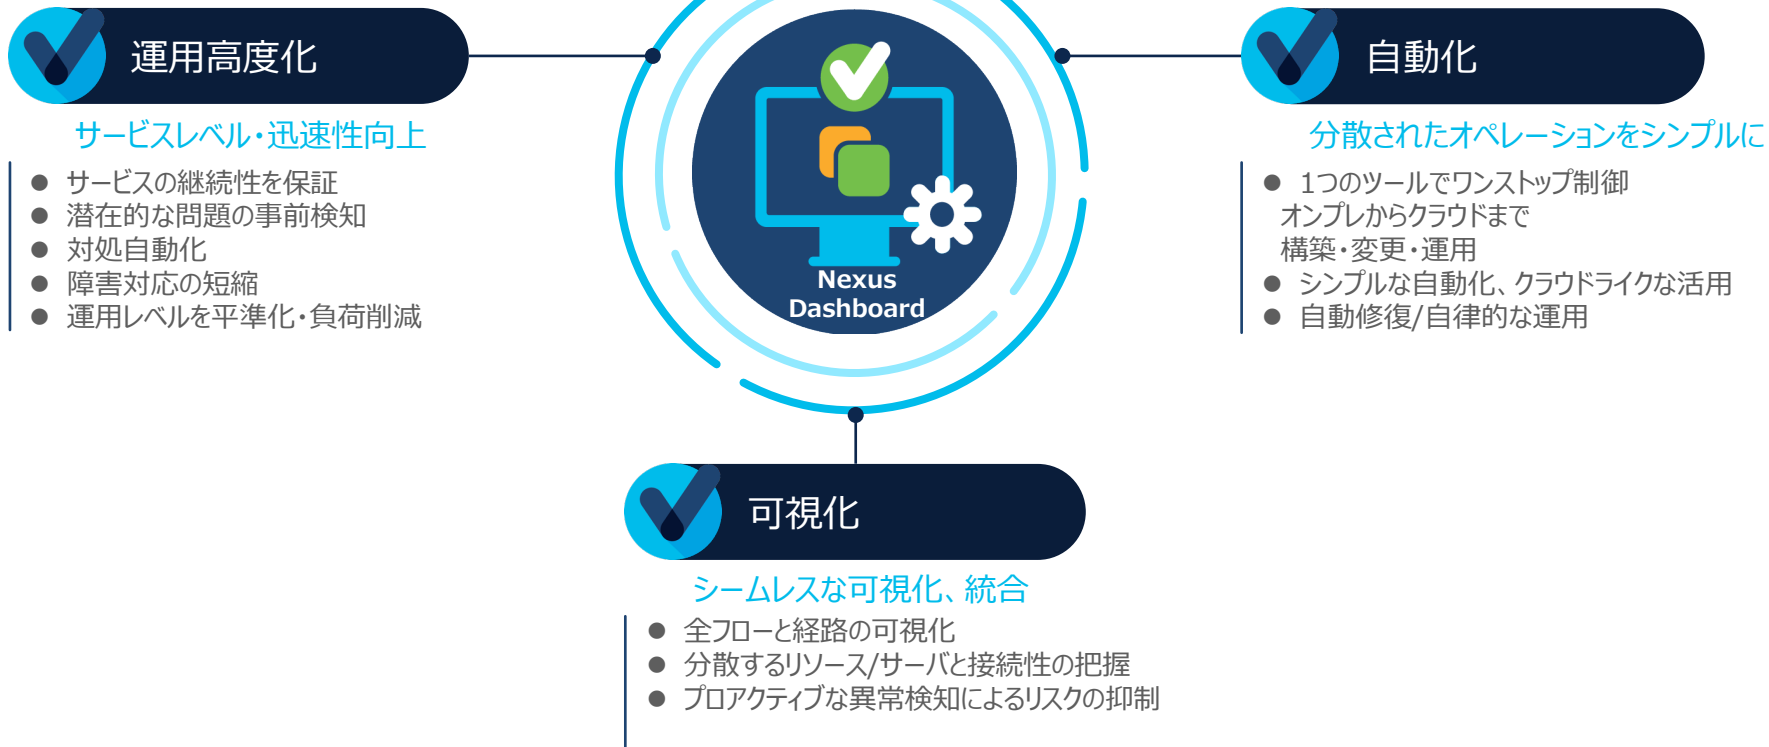 運用高度化
サービスレベル・迅速性向上
● サービスの継続性を保証
● 潜在的な問題の事前検知
● 対処自動化
● 障害対応の短縮
● 運用レベルを平準化・負荷削減
Nexus
Dashboard
自動化
分散されたオペレーションをシンプルに
● 1つのツールでワンストップ制御
オンプレからクラウドまで
構築・変更・運用
● シンプルな自動化、クラウドライクな活用
● 自動修復/自律的な運用
可視化
シームレスな可視化、統合
● 全フローと経路の可視化
● 分散するリソース/サーバと接続性の把握
● プロアクティブな異常検知によるリスクの抑制